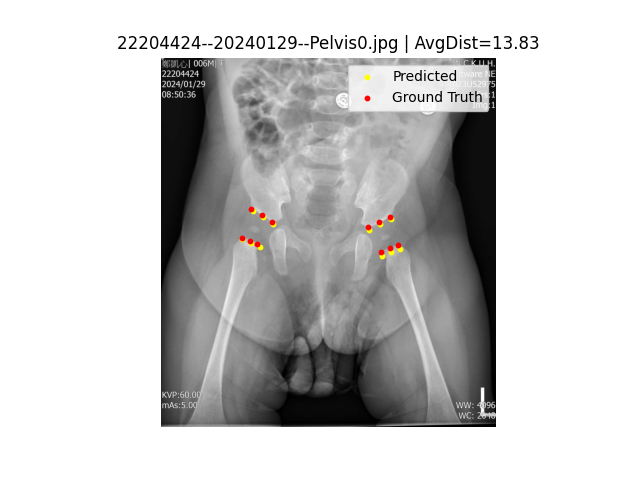 22204424--20240129--Pelvis0.jpg | AvgDist=13.83
006M
22204424
2024/01/29
08:50:36
Predicted
Ground Truth
KVP:60.00
mAs:5.00
WW: 4096
WC: 2048
L